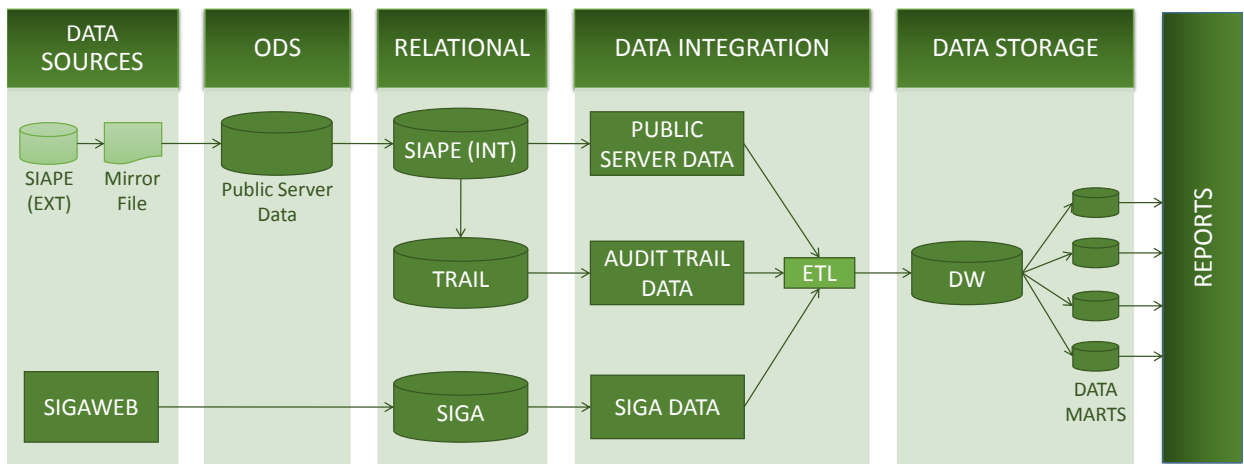 DATA
SOURCES
ODS
RELATIONAL
DATA INTEGRATION
DATA STORAGE
REPORTS
SIAPE
(EXT)
Mirror
File
Public Server
Data
SIAPE (INT)
PUBLIC
SERVER DATA
TRAIL
AUDIT TRAIL
DATA
ETL
DW
SIGAWEB
SIGA
SIGA DATA
DATA
MARTS